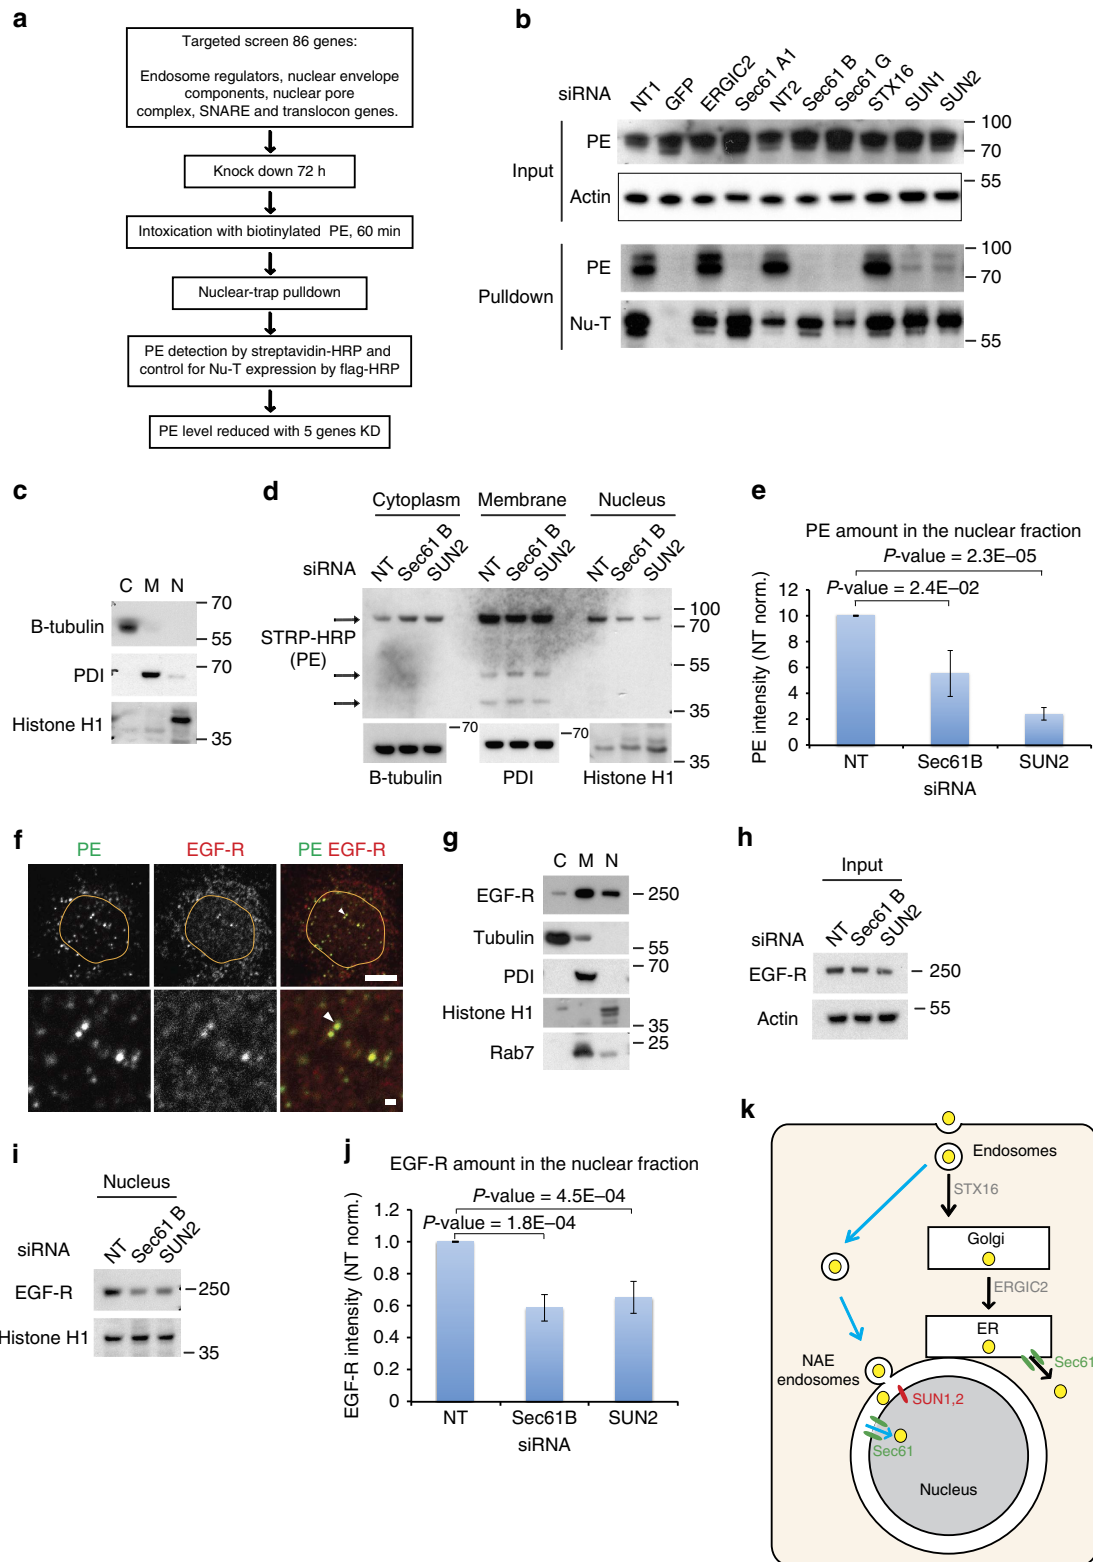 a
Targeted screen 86 genes:
Endosome regulators, nuclear envelope
components, nuclear pore
complex, SNARE and translocon genes.
Knock down 72 h
Intoxication with biotinylated PE, 60 min
Nuclear-trap pulldown
PE detection by streptavidin-HRP and
control for Nu-T expression by flag-HRP
PE level reduced with 5 genes KD
b
siRNA NT1 GFP ERGIC2 Sec61 A1 NT2 Sec61 B Sec61 G STX16 SUN1 SUN2
Input
PE
100
70
Actin
55
Pulldown
PE
100
70
Nu-T
55
c
C M N
B-tubulin
70
55
PDI
70
Histone H1
35
d
Cytoplasm Membrane Nucleus
siRNA NT Sec61 B SUN2 NT Sec61 B SUN2 NT Sec61 B SUN2
STRP-HRP
(PE)
100
70
55
35
70
70
35
B-tubulin PDI Histone H1
e
PE amount in the nuclear fraction
P-value = 2.3E–05
P-value = 2.4E–02
PE intensity (NT norm.)
12
10
8
6
4
2
0
NT Sec61B SUN2
siRNA
f
PE EGF-R PE EGF-R
g
C M N
EGF-R
250
Tubulin
55
PDI
70
Histone H1
35
Rab7
25
h
Input
siRNA NT Sec61 B SUN2
EGF-R
250
Actin
55
i
Nucleus
siRNA NT Sec61 B SUN2
EGF-R
250
Histone H1
35
j
EGF-R amount in the nuclear fraction
P-value = 4.5E–04
P-value = 1.8E–04
EGF-R intensity (NT norm.)
1.2
1
0.8
0.6
0.4
0.2
0
NT Sec61B SUN2
siRNA
k
Endosomes
STX16
Golgi
ERGIC2
ER
Sec61
NAE
endosomes
SUN1,2
Sec61
Nucleus